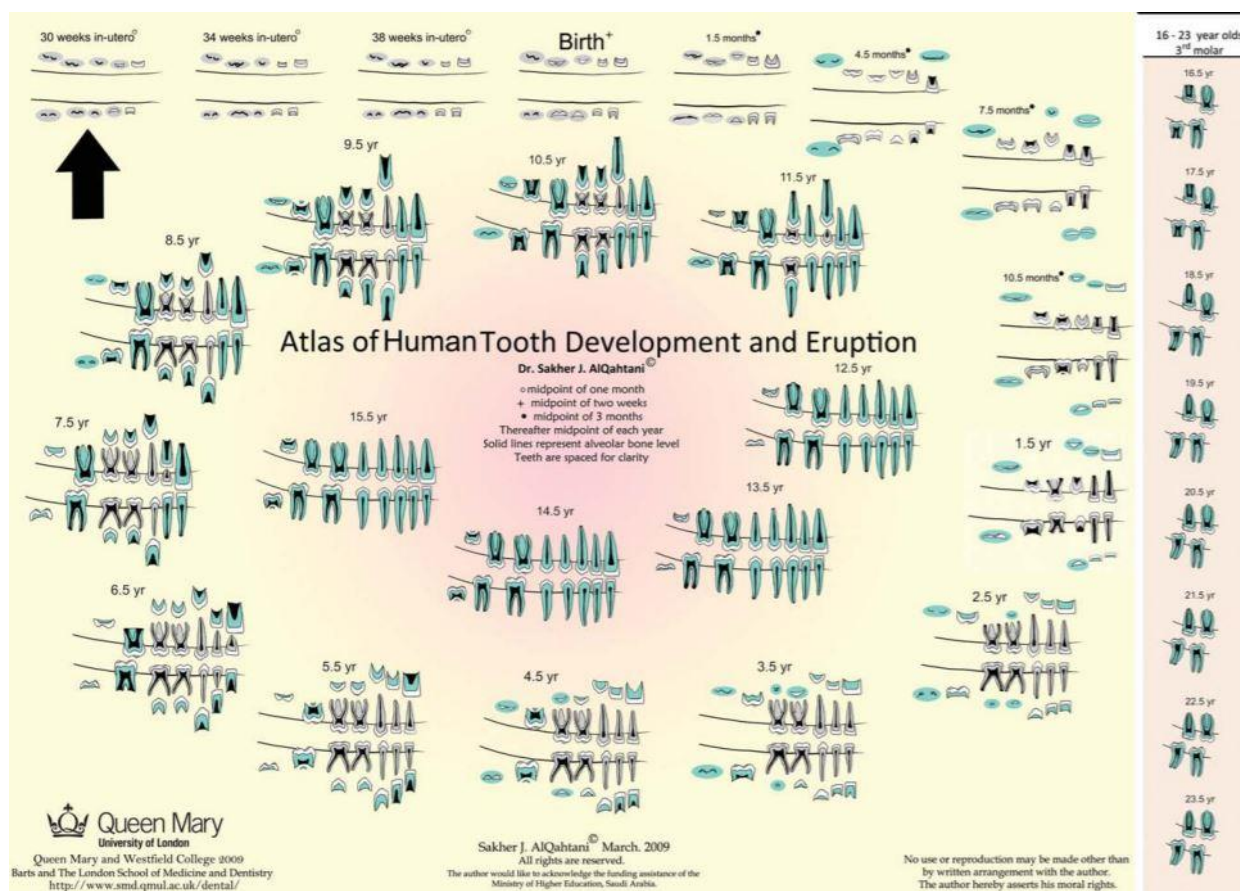 30 weeks in-utero○
34 weeks in-utero○
38 weeks in-utero○
Birth+
1.5 months●
4.5 months●
7.5 months●
10.5 months●
1.5 yr
2.5 yr
3.5 yr
4.5 yr
5.5 yr
6.5 yr
7.5 yr
8.5 yr
9.5 yr
10.5 yr
11.5 yr
12.5 yr
13.5 yr
14.5 yr
15.5 yr
Atlas of Human Tooth Development and Eruption
Dr. Sakher J. AlQahtani©
○midpoint of one month
+ midpoint of two weeks
● midpoint of 3 months
Thereafter midpoint of each year
Solid lines represent alveolar bone level
Teeth are spaced for clarity
16 - 23 year olds
3rd molar
16.5 yr
17.5 yr
18.5 yr
19.5 yr
20.5 yr
21.5 yr
22.5 yr
23.5 yr
Queen Mary
University of London
Queen Mary and Westfield College 2009
Barts and The London School of Medicine and Dentistry
http://www.smd.qmul.ac.uk/dental/
Sakher J. AlQahtani© March. 2009
All rights are reserved.
The author would like to acknowledge the funding assistance of the
Ministry of Higher Education, Saudi Arabia.
No use or reproduction may be made other than
by written arrangement with the author.
The author hereby asserts his moral rights.